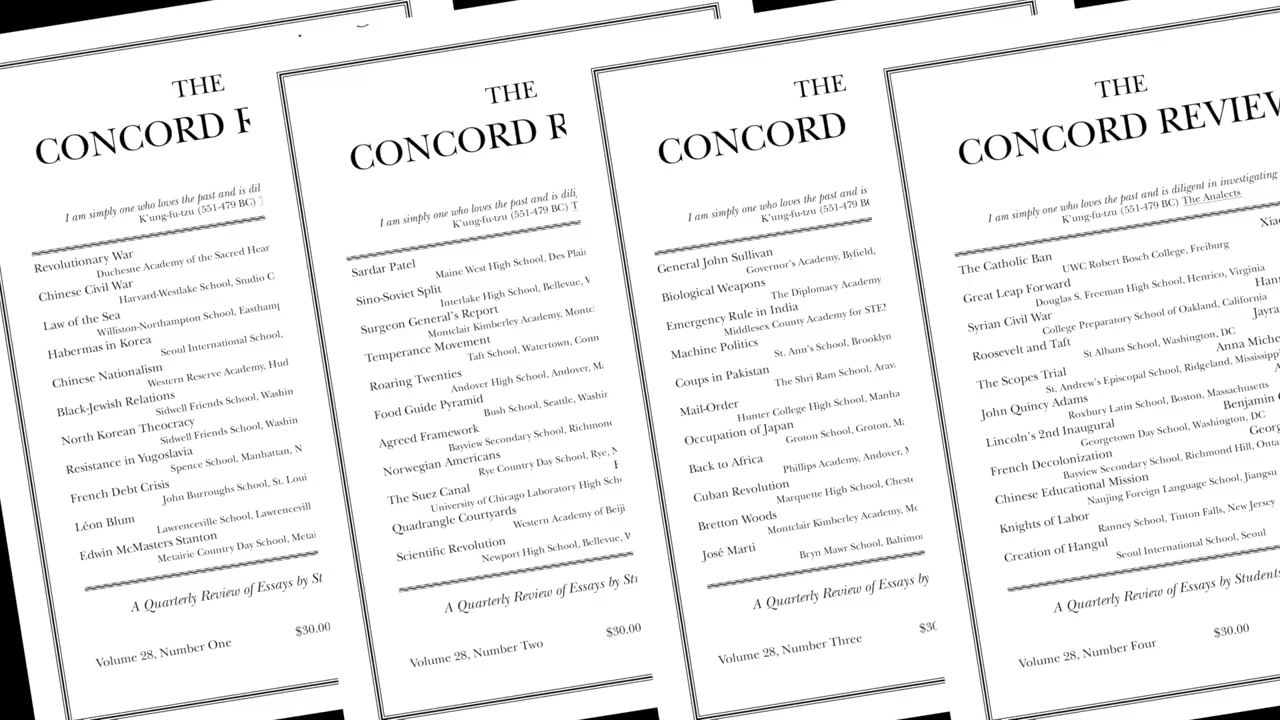 THE
CONCORD
I am simply one who loves the past and is
K'ung-fu-tzu (551-479 BC)
Revolutionary War
Duchesne Academy of the Sacred Hear
Chinese Civil War
Harvard-Westlake School, Studio C
Law of the Sea
Williston-Northampton School, Eastham
Habermas in Korea
Seoul International School,
Chinese Nationalism
Western Reserve Academy, Hud
Black-Jewish Relations
Sidwell Friends School, Washin
North Korean Theocracy
Sidwell Friends School, Washin
Resistance in Yugoslavia
Spence School, Manhattan, N
French Debt Crisis
John Burroughs School, St. Loui
Léon Blum
Lawrenceville School, Lawrencevill
Edwin McMasters Stanton
Metairie Country Day School, Metai
A Quarterly Review of Essays by St
Volume 28, Number One $30.00
THE
CONCORD R
I am simply one who loves the past and is dili
K'ung-fu-tzu (551-479 BC) T
Sardar Patel
Maine West High School, Des Plai
Sino-Soviet Split
Interlake High School, Bellevue,
Surgeon General's Report
Montclair Kimberley Academy, Montc
Temperance Movement
Taft School, Watertown, Conn
Roaring Twenties
Andover High School, Andover, Ma
Food Guide Pyramid
Bush School, Seattle, Washin
Agreed Framework
Bayview Secondary School, Richmond
Norwegian Americans
Rye Country Day School, Rye, N
The Suez Canal
University of Chicago Laboratory High Scho
Quadrangle Courtyards
Western Academy of Beiji
Scientific Revolution
Newport High School, Bellevue, W
A Quarterly Review of Essays by Stu
Volume 28, Number Two $30.00
THE
CONCORD
I am simply one who loves the past and is
K'ung-fu-tzu (551-479 BC
General John Sullivan
Governor's Academy, Byfield,
Biological Weapons
The Diplomacy Academy
Emergency Rule in India
Middlesex County Academy for STEM
Machine Politics
St. Ann's School, Brooklyn
Coups in Pakistan
The Shri Ram School, Arav
Mail-Order
Hunter College High School, Manha
Occupation of Japan
Groton School, Groton, Ma
Back to Africa
Phillips Academy, Andover,
Cuban Revolution
Marquette High School, Cheste
Bretton Woods
Montclair Kimberley Academy, Mo
José Marti
Bryn Mawr School, Baltimo
A Quarterly Review of Essays by
Volume 28, Number Three $30
THE
CONCORD REVIEW
I am simply one who loves the past and is diligent in investigating
K'ung-fu-tzu (551-479 BC) The Analects
Xiao
The Catholic Ban
UWC Robert Bosch College, Freiburg
Great Leap Forward Han
Douglas S. Freeman High School, Henrico, Virginia
Syrian Civil War Jayra
College Preparatory School of Oakland, California
Roosevelt and Taft
St Albans School, Washington, DC
The Scopes Trial Anna Miche
St. Andrew's Episcopal School, Ridgeland, Mississipp
John Quincy Adams
Roxbury Latin School, Boston, Massachusetts
Lincoln's 2nd Inaugural Benjamin
Georgetown Day School, Washington, DC
French Decolonization Georg
Bayview Secondary School, Richmond Hill, Onta
Chinese Educational Mission
Nanjing Foreign Language School, Jiangsu
Knights of Labor
Ranney School, Tinton Falls, New Jersey
Creation of Hangul
Seoul International School, Seoul
A Quarterly Review of Essays by Students
Volume 28, Number Four $30.00